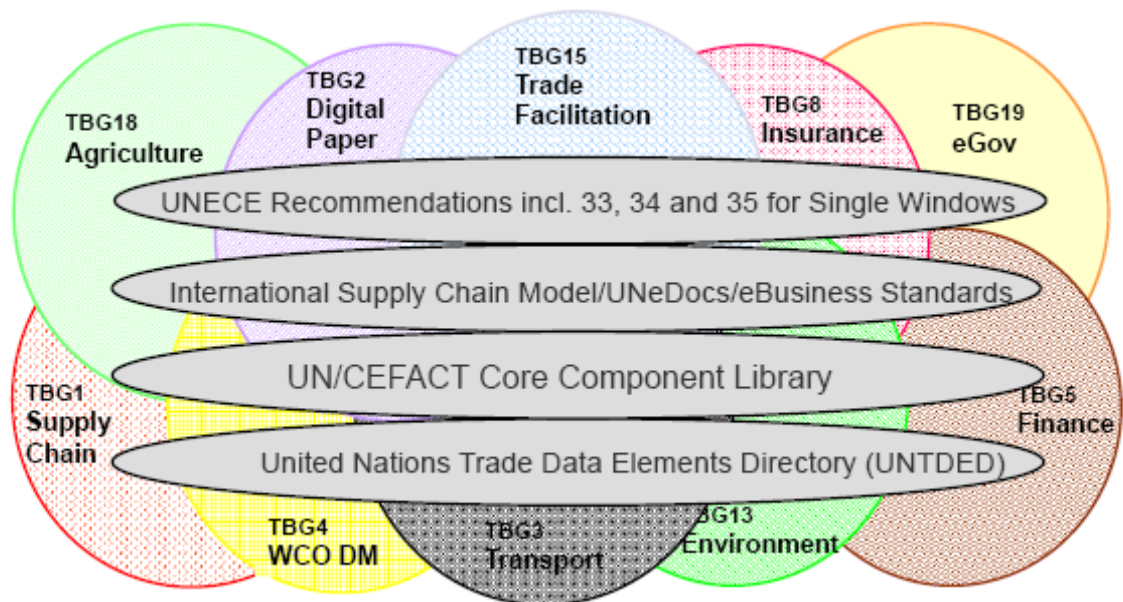 TBG15
Trade
Facilitation
TBG2
Digital
Paper
TBG8
Insurance
TBG18
Agriculture
TBG19
eGov
UNECE Recommendations incl. 33, 34 and 35 for Single Windows
International Supply Chain Model/UNeDocs/eBusiness Standards
UN/CEFACT Core Component Library
TBG1
Supply
Chain
TBG5
Finance
United Nations Trade Data Elements Directory (UNTDED)
TBG4
WCO DM
TBG3
Transport
BG13
Environment